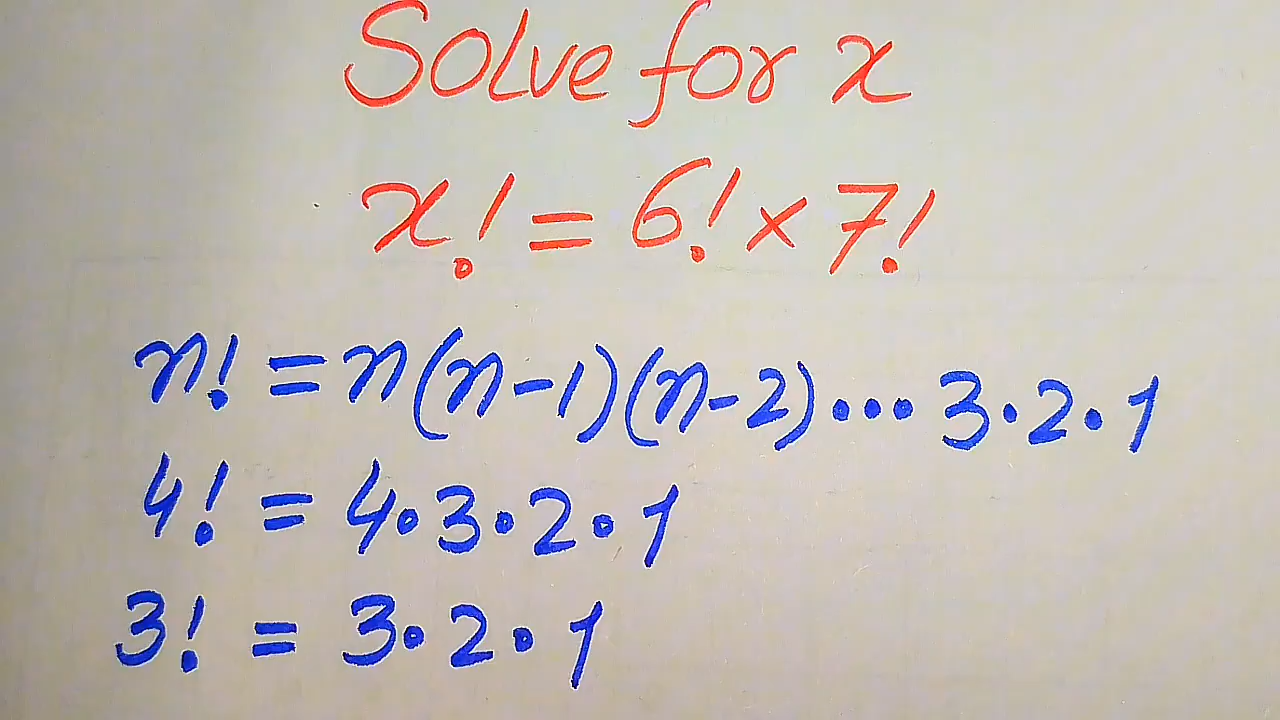 Solve for x
x! = 6! × 7!
n! = n(n-1)(n-2)••• 3•2•1
4! = 4•3•2•1
3! = 3•2•1